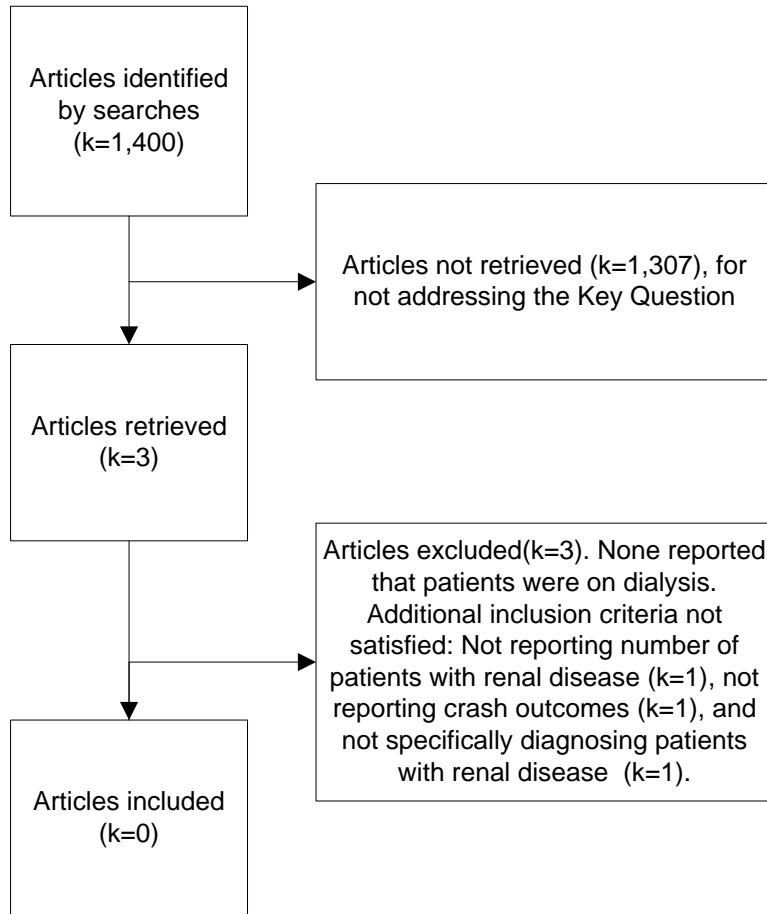 Articles identified
by searches
(k=1,400)
Articles not retrieved (k=1,307), for
not addressing the Key Question
Articles retrieved
(k=3)
Articles excluded(k=3). None reported
that patients were on dialysis.
Additional inclusion criteria not
satisfied: Not reporting number of
patients with renal disease (k=1), not
reporting crash outcomes (k=1), and
not specifically diagnosing patients
with renal disease  (k=1).
Articles included
(k=0)